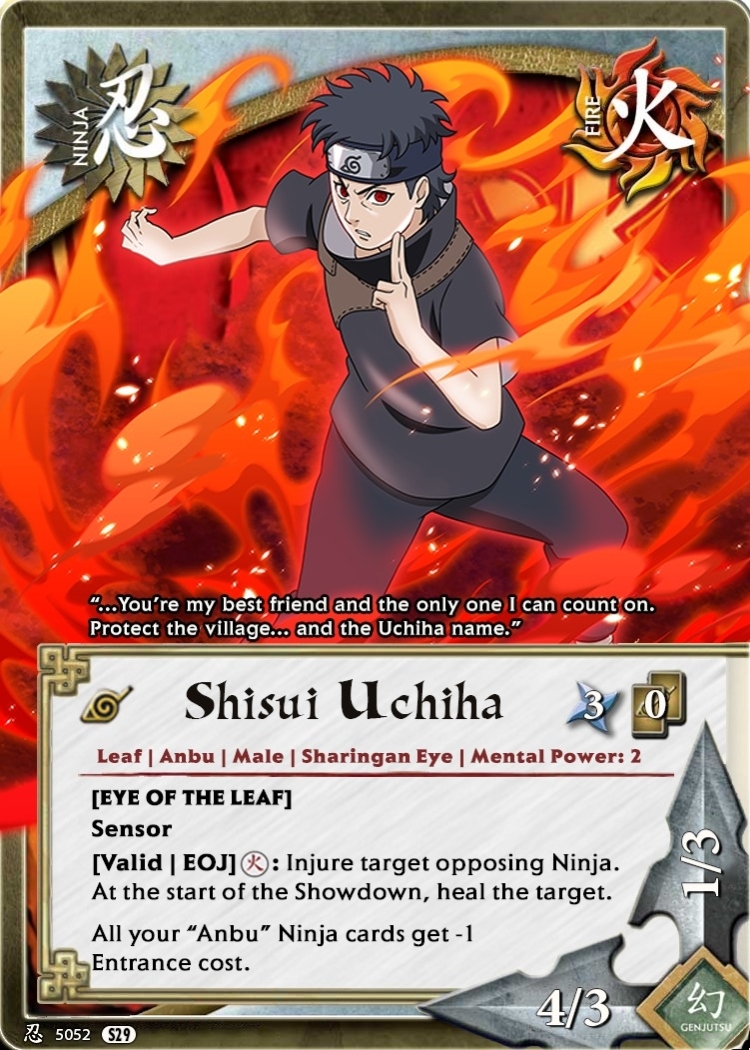 NINJA 忍
FIRE 火
“...You’re my best friend and the only one I can count on.
Protect the village... and the Uchiha name.”
Shisui Uchiha 3 0
Leaf | Anbu | Male | Sharingan Eye | Mental Power: 2
[EYE OF THE LEAF]
Sensor
[Valid | EOJ] 火: Injure target opposing Ninja.
At the start of the Showdown, heal the target.
All your “Anbu” Ninja cards get -1
Entrance cost.
1/3
4/3
幻
GENJUTSU
忍 5052 S29